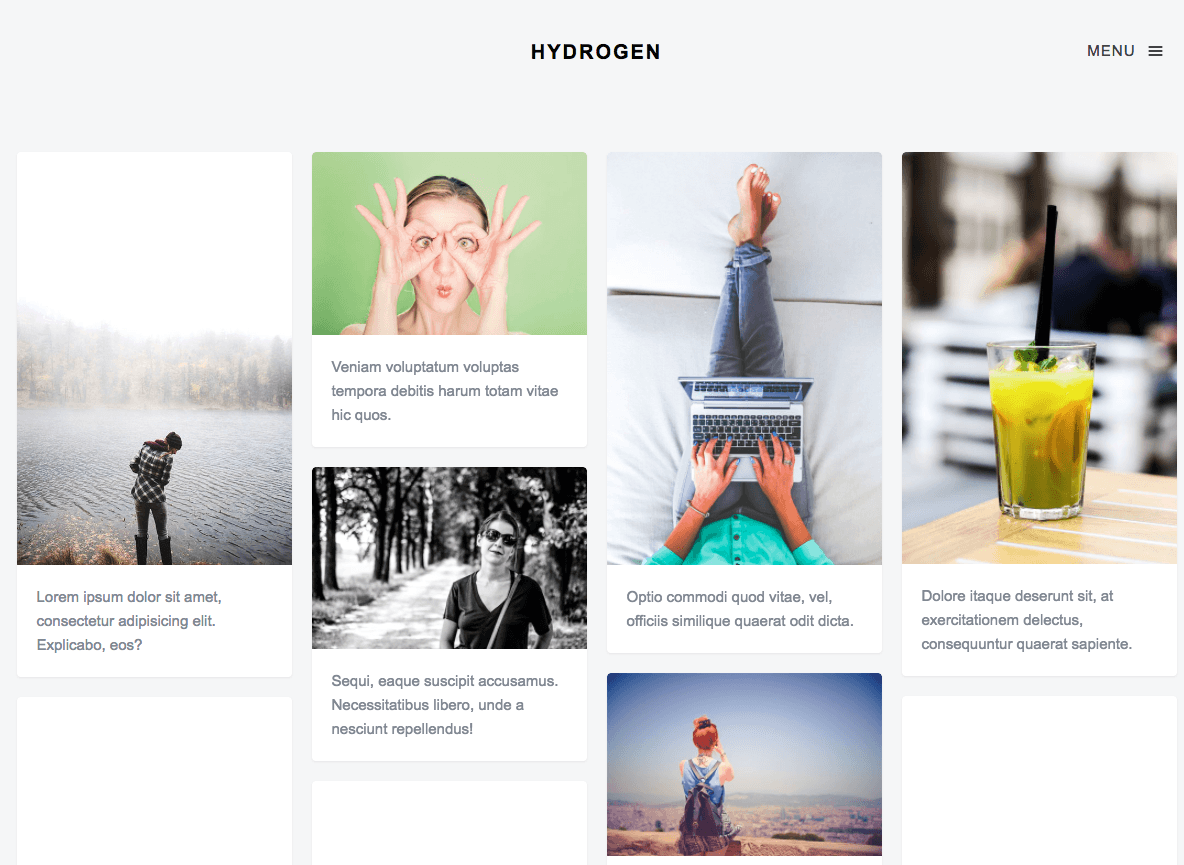 HYDROGEN
MENU
Lorem ipsum dolor sit amet,
consectetur adipisicing elit.
Explicabo, eos?
Veniam voluptatum voluptas
tempora debitis harum totam vitae
hic quos.
Sequi, eaque suscipit accusamus.
Necessitatibus libero, unde a
nesciunt repellendus!
Optio commodi quod vitae, vel,
officiis similique quaerat odit dicta.
Dolore itaque deserunt sit, at
exercitationem delectus,
consequuntur quaerat sapiente.